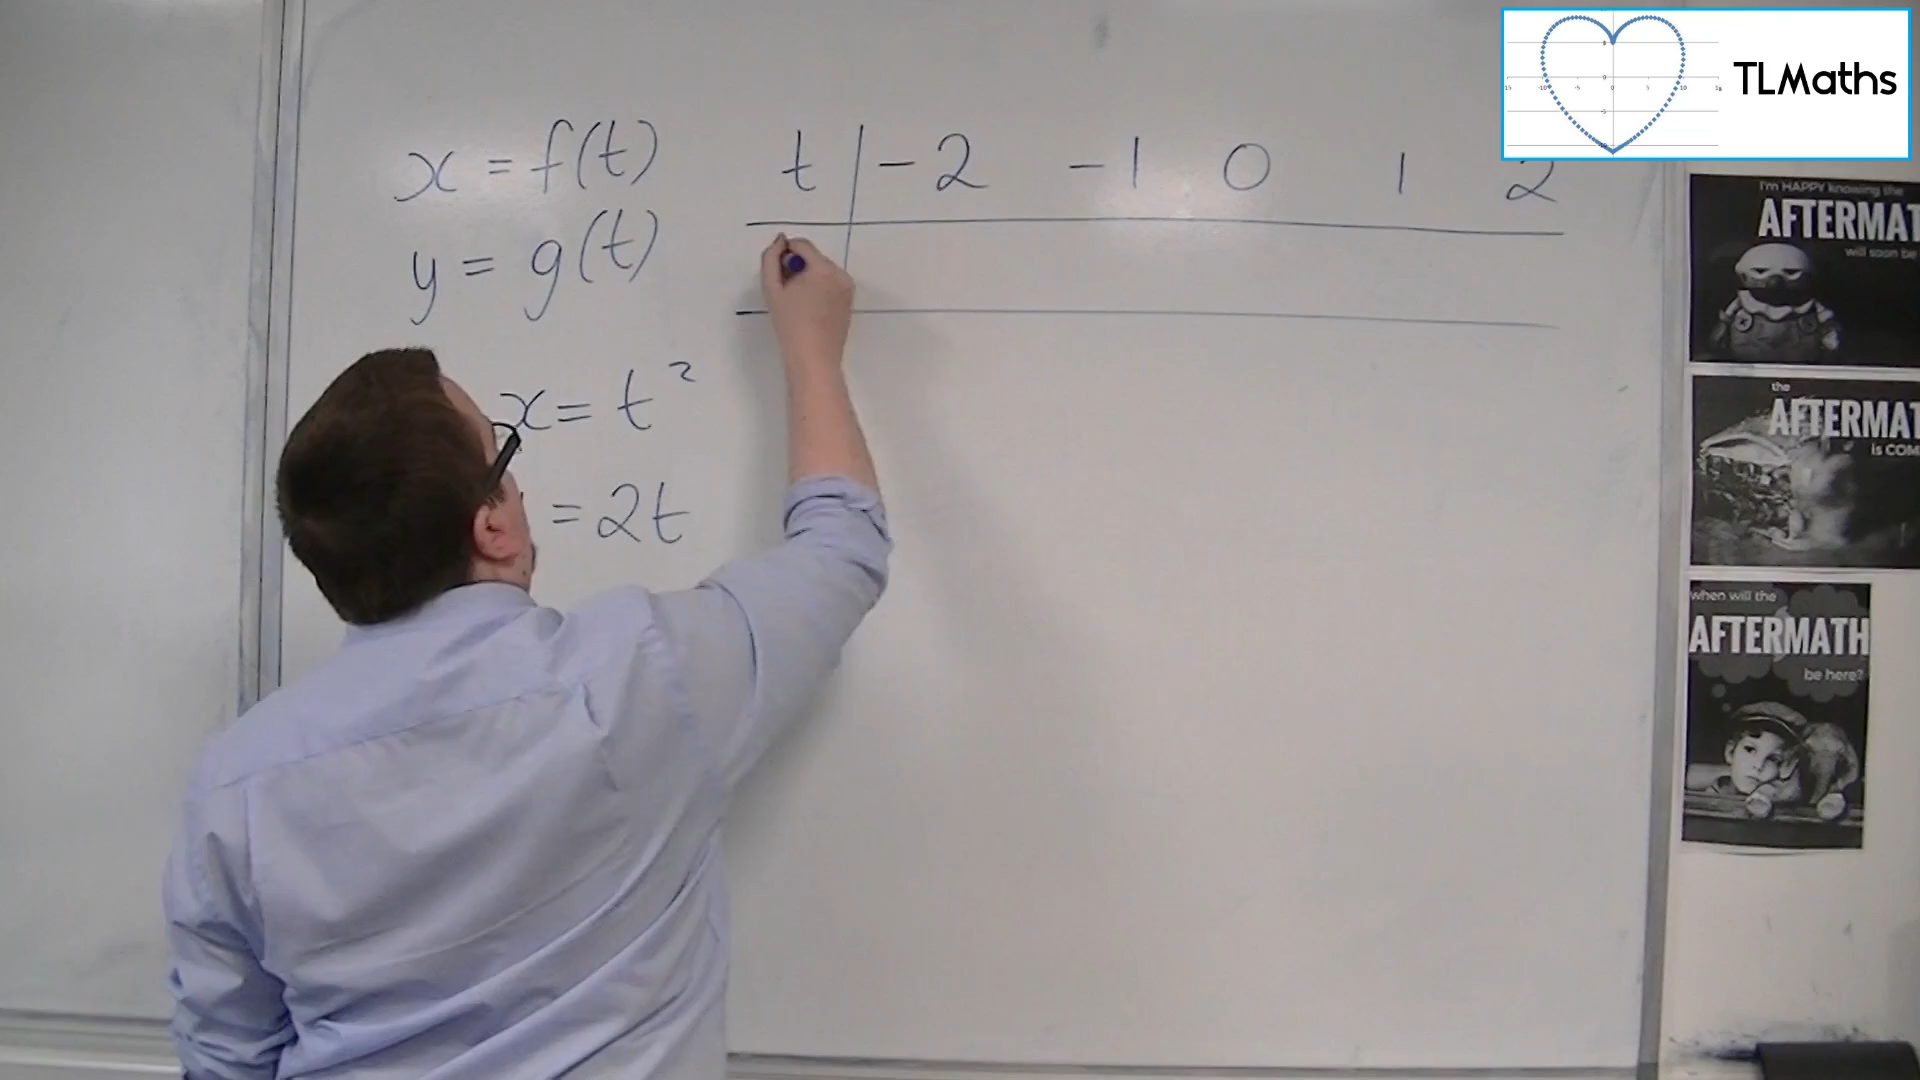 TLMaths
x = f(t)
y = g(t)
t -2 -1 0 1 2
x = t²
= 2t
I'm HAPPY knowing the
AFTERMAT
will soon be
the
AFTERMAT
is COM
when will the
AFTERMATH
be here?